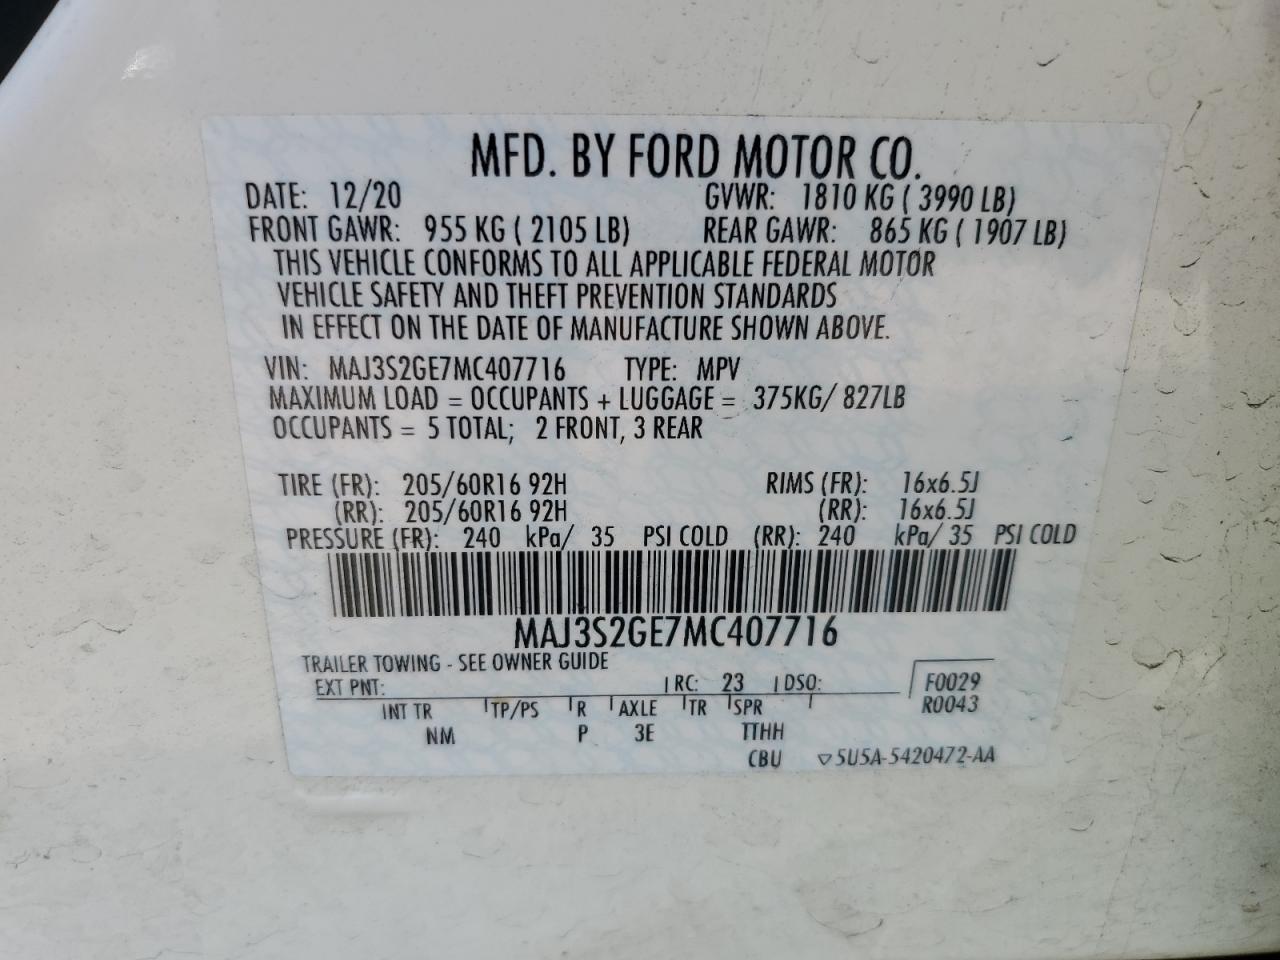 MFD. BY FORD MOTOR CO.
DATE: 12/20 GVWR: 1810 KG ( 3990 LB)
FRONT GAWR: 955 KG ( 2105 LB) REAR GAWR: 865 KG ( 1907 LB)
THIS VEHICLE CONFORMS TO ALL APPLICABLE FEDERAL MOTOR
VEHICLE SAFETY AND THEFT PREVENTION STANDARDS
IN EFFECT ON THE DATE OF MANUFACTURE SHOWN ABOVE.
VIN: MAJ3S2GE7MC407716 TYPE: MPV
MAXIMUM LOAD = OCCUPANTS + LUGGAGE = 375KG/ 827LB
OCCUPANTS = 5 TOTAL; 2 FRONT, 3 REAR
TIRE (FR): 205/60R16 92H RIMS (FR): 16x6.5J
(RR): 205/60R16 92H (RR): 16x6.5J
PRESSURE (FR): 240 kPa/ 35 PSI COLD (RR): 240 kPa/ 35 PSI COLD
MAJ3S2GE7MC407716
TRAILER TOWING - SEE OWNER GUIDE
EXT PNT: RC: 23 DSO: F0029
INT TR TP/PS R AXLE TR SPR R0043
NM P 3E TTHH
CBU ▽5U5A-5420472-AA